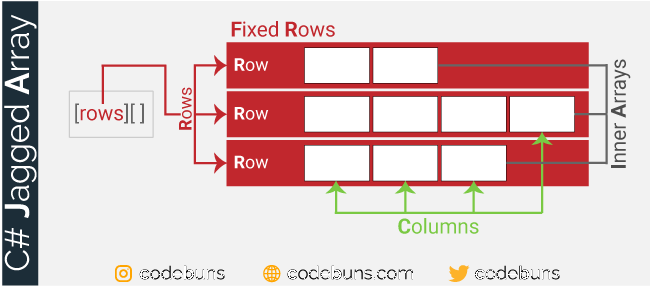 C# Jagged Array
Fixed Rows
[rows][ ]
Rows
Row
Row
Row
Inner Arrays
Columns
codebuns
codebuns.com
codebuns